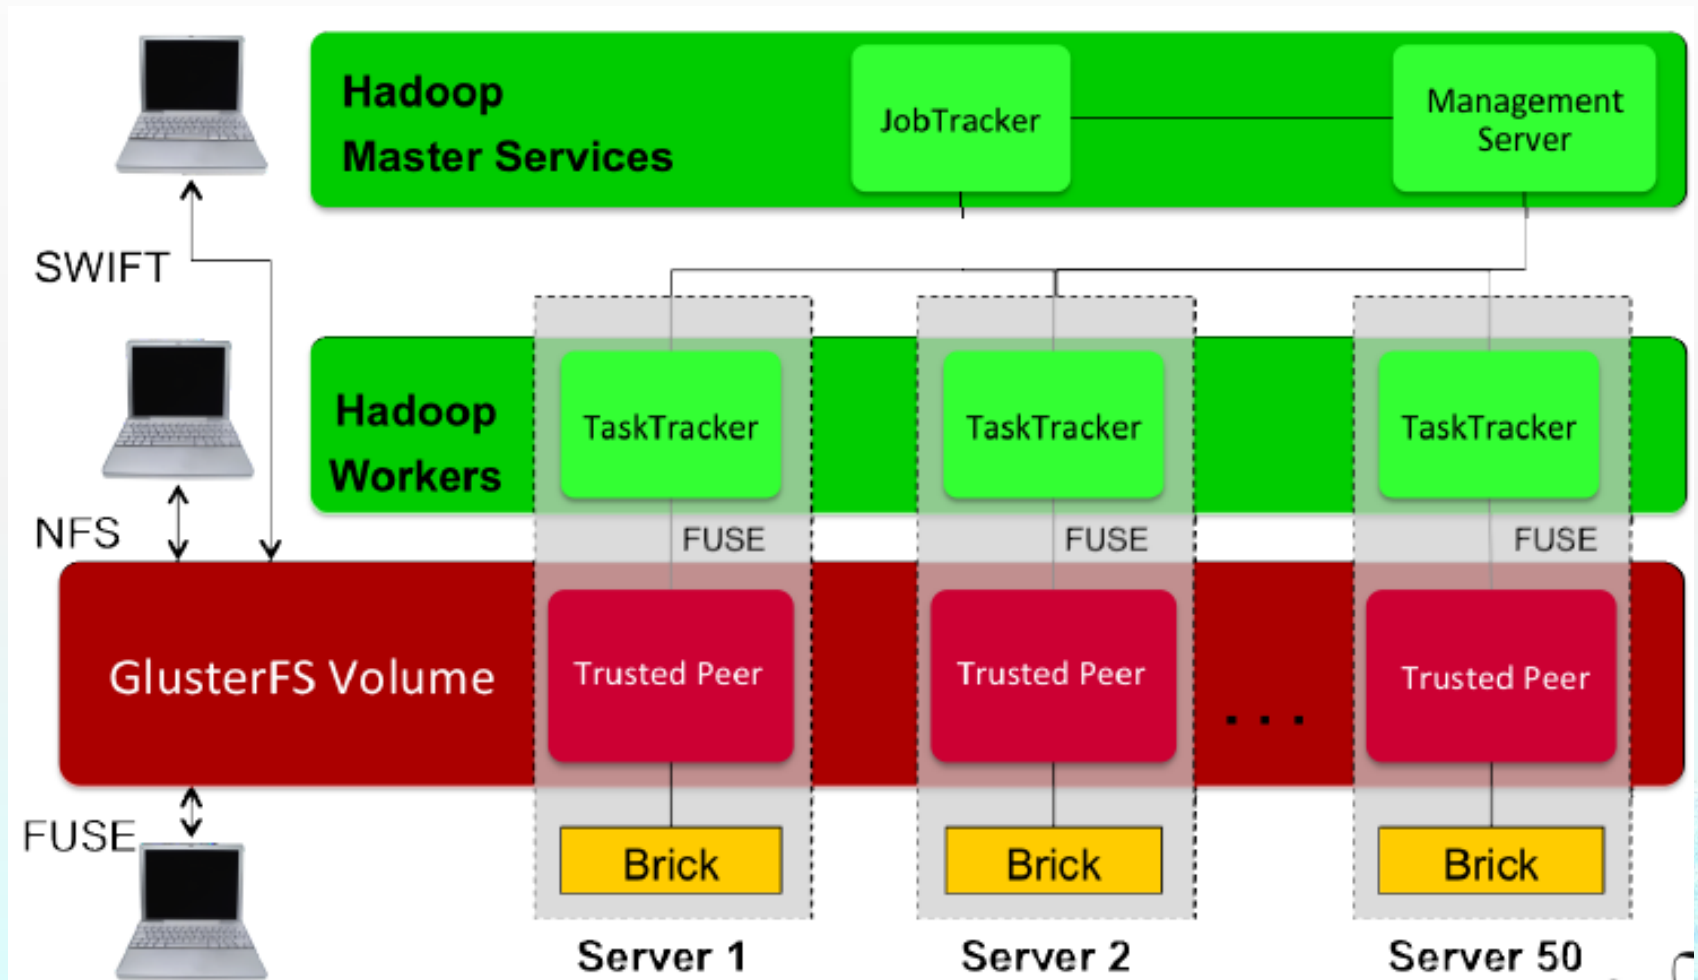 Hadoop
Master Services
JobTracker
Management
Server
SWIFT
Hadoop
Workers
TaskTracker
TaskTracker
TaskTracker
NFS
FUSE
FUSE
FUSE
GlusterFS Volume
Trusted Peer
Trusted Peer
Trusted Peer
. . .
FUSE
Brick
Brick
Brick
Server 1
Server 2
Server 50